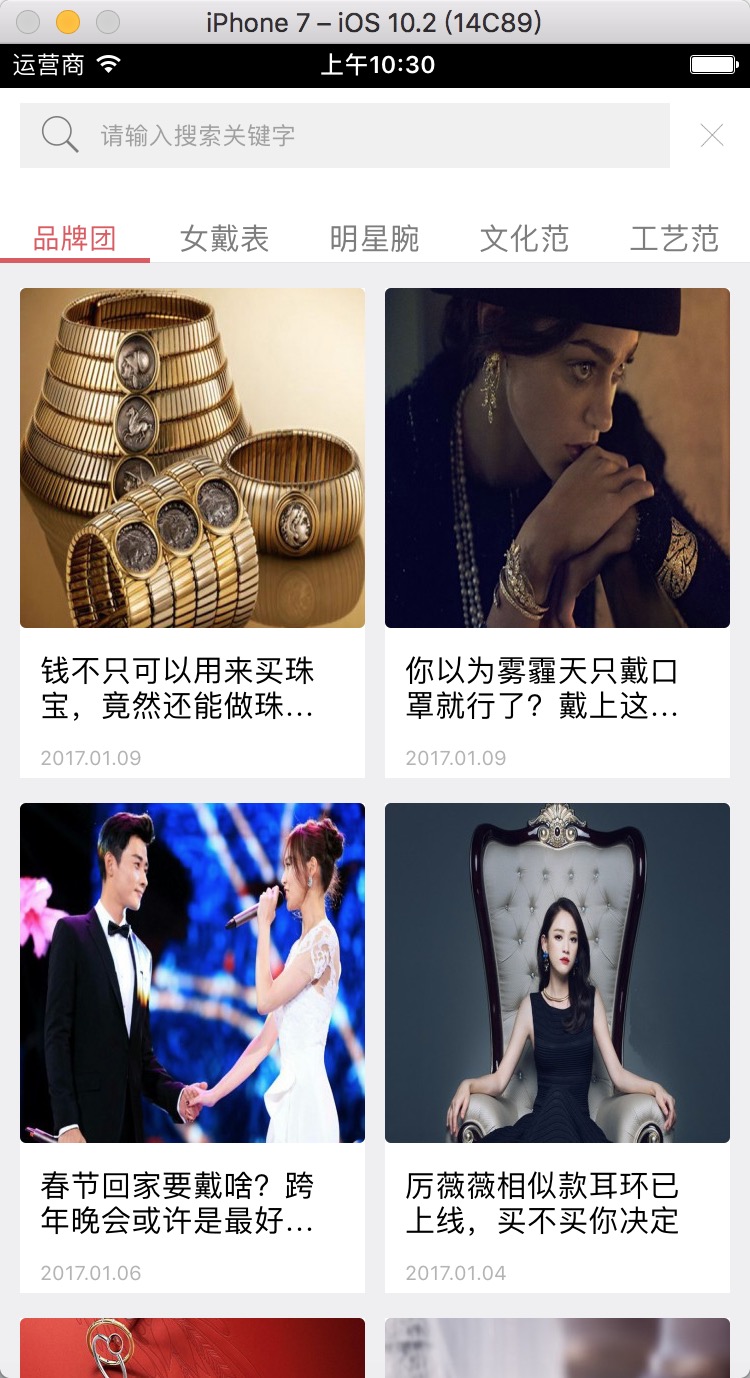 iPhone 7 – iOS 10.2 (14C89)
运营商 上午10:30
请输入搜索关键字
品牌团 女戴表 明星腕 文化范 工艺范
钱不只可以用来买珠
宝，竟然还能做珠…
2017.01.09
你以为雾霾天只戴口
罩就行了？戴上这…
2017.01.09
春节回家要戴啥？跨
年晚会或许是最好…
2017.01.06
厉薇薇相似款耳环已
上线，买不买你决定
2017.01.04